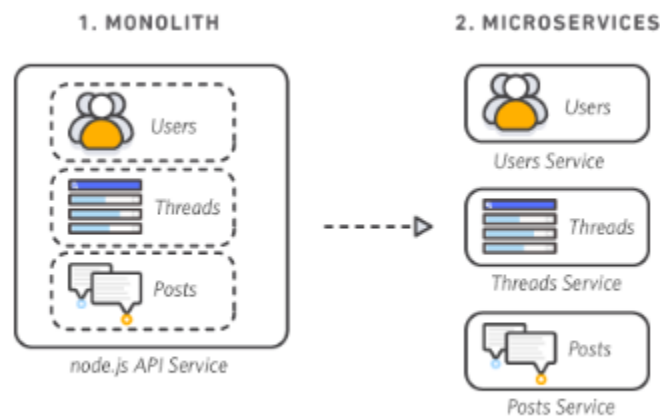 1. MONOLITH
Users
Threads
Posts
node.js API Service
2. MICROSERVICES
Users
Users Service
Threads
Threads Service
Posts
Posts Service